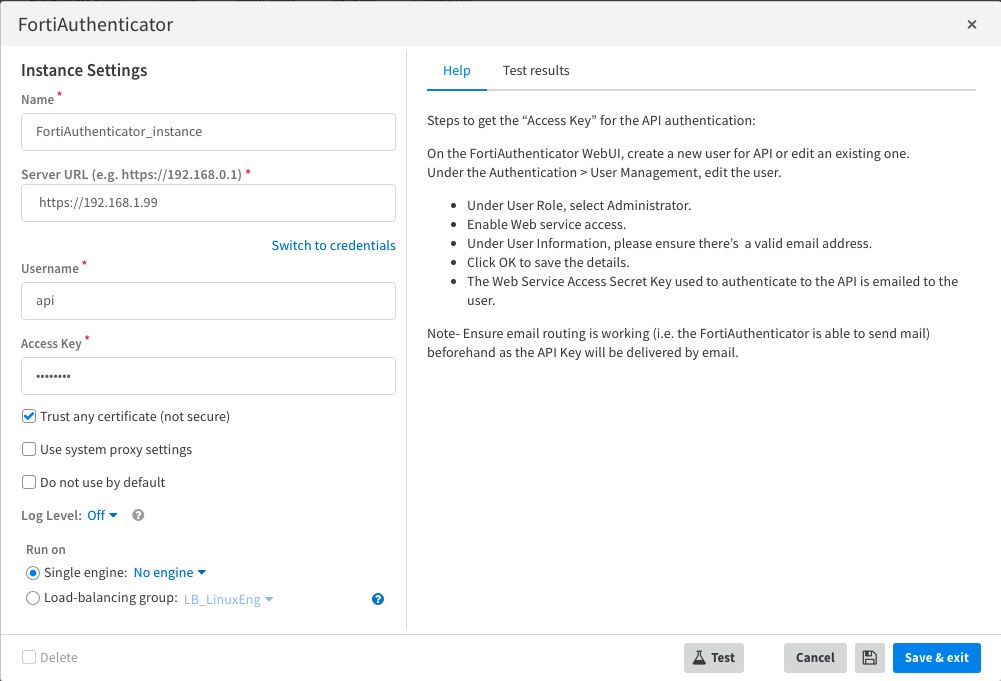 FortiAuthenticator
Instance Settings
Name *
FortiAuthenticator_instance
Server URL (e.g. https://192.168.0.1) *
https://192.168.1.99
Switch to credentials
Username *
api
Access Key *
••••••••
Trust any certificate (not secure)
Use system proxy settings
Do not use by default
Log Level: Off
Run on
Single engine: No engine
Load-balancing group: LB_LinuxEng
Help Test results
Steps to get the “Access Key” for the API authentication:
On the FortiAuthenticator WebUI, create a new user for API or edit an existing one.
Under the Authentication > User Management, edit the user.
• Under User Role, select Administrator.
• Enable Web service access.
• Under User Information, please ensure there’s a valid email address.
• Click OK to save the details.
• The Web Service Access Secret Key used to authenticate to the API is emailed to the
user.
Note- Ensure email routing is working (i.e. the FortiAuthenticator is able to send mail)
beforehand as the API Key will be delivered by email.
Delete
Test
Cancel
Save & exit